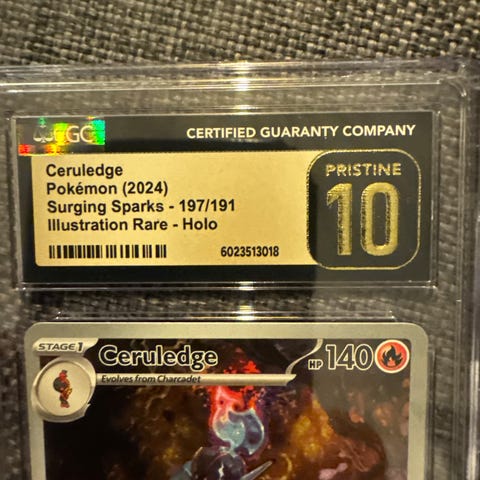 CGC
CERTIFIED GUARANTY COMPANY
Ceruledge
Pokémon (2024)
Surging Sparks - 197/191
Illustration Rare - Holo
6023513018
PRISTINE
10
STAGE 1
Ceruledge
HP 140
Evolves from Charcadet